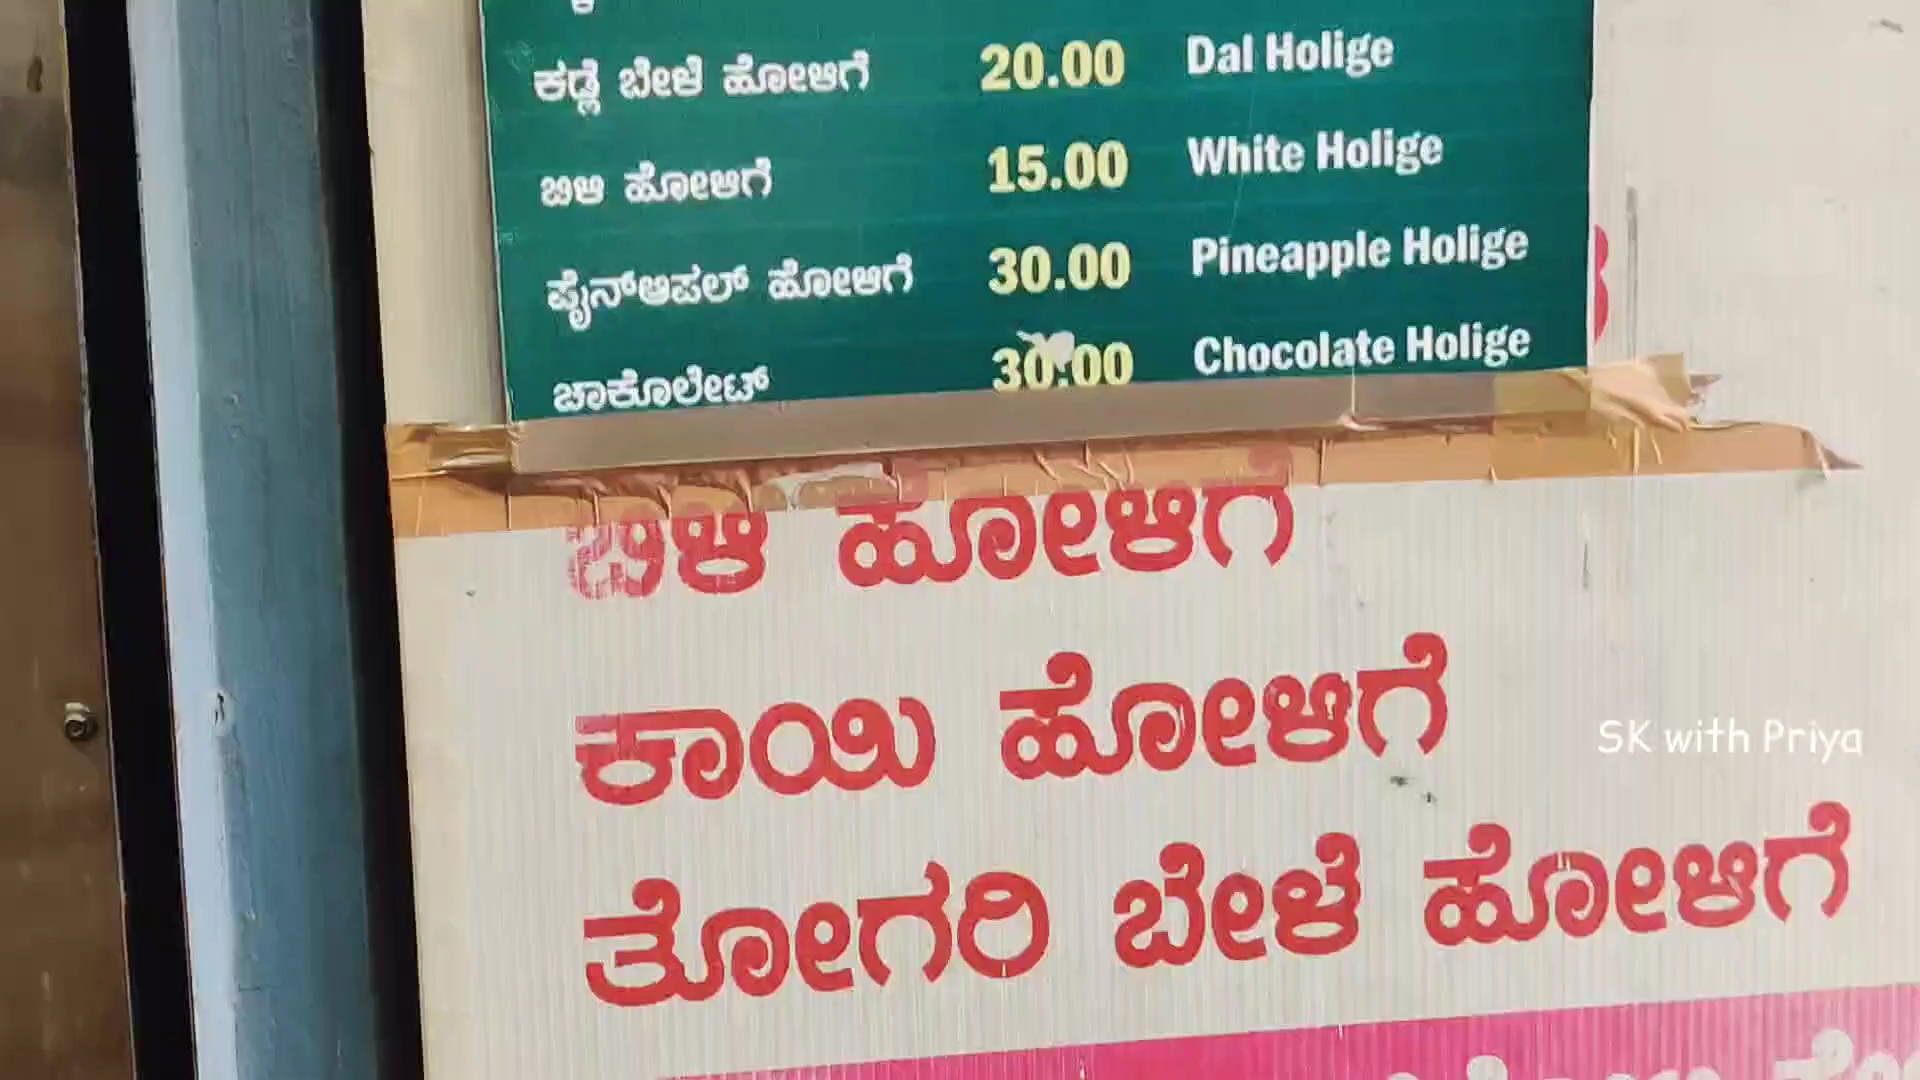 ಕಡ್ಲೆ ಬೇಳೆ ಹೋಳಿಗೆ 20.00 Dal Holige
ಬಿಳಿ ಹೋಳಿಗೆ 15.00 White Holige
ಪೈನ್ಆಪಲ್ ಹೋಳಿಗೆ 30.00 Pineapple Holige
ಚಾಕೊಲೇಟ್ 30.00 Chocolate Holige
ಬಿಳಿ ಹೋಳಿಗೆ
ಕಾಯಿ ಹೋಳಿಗೆ
SK with Priya
ತೋಗರಿ ಬೇಳೆ ಹೋಳಿಗೆ